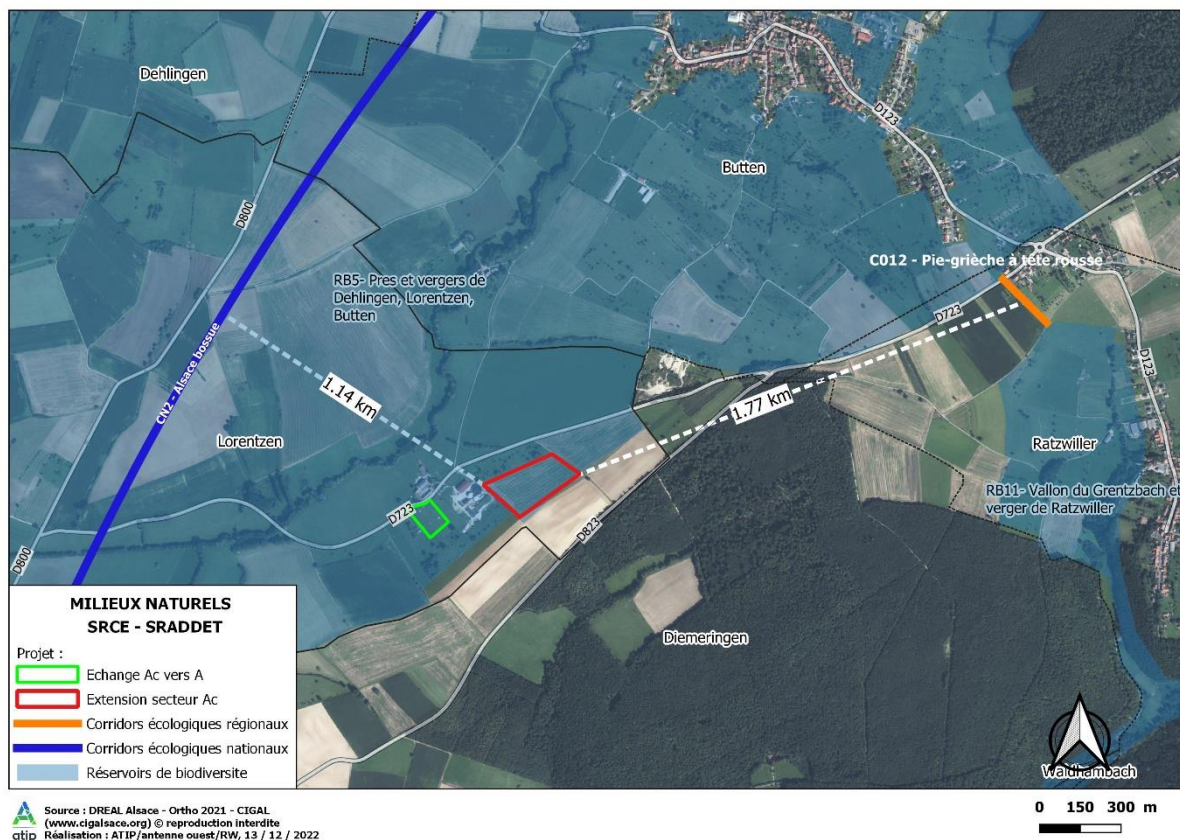 Dehlingen
D800
D123
Butten
RB5- Pres et vergers de
Dehlingen, Lorentzen,
Butten
C012 - Pie-grièche à tête rousse
D723
CN2 - Alsace bossue
1.14 km
1.77 km
D123
Lorentzen
Ratzwiller
RB11- Vallon du Grentzbach et
verger de Ratzwiller
D723
D823
D800
Diemeringen
Waldhambach
MILIEUX NATURELS
SRCE - SRADDET
Projet :
Echange Ac vers A
Extension secteur Ac
Corridors écologiques régionaux
Corridors écologiques nationaux
Réservoirs de biodiversite
atip
Source : DREAL Alsace - Ortho 2021 - CIGAL
(www.cigalsace.org) © reproduction interdite
Réalisation : ATIP/antenne ouest/RW, 13 / 12 / 2022
0 150 300 m